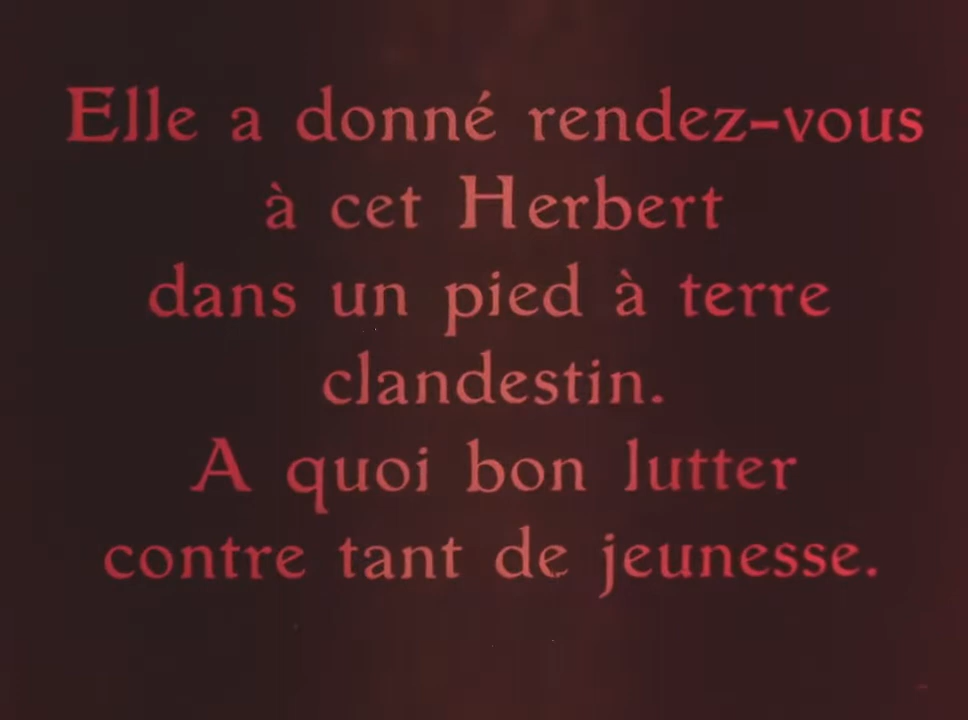 Elle a donné rendez-vous
à cet Herbert
dans un pied à terre
clandestin.
A quoi bon lutter
contre tant de jeunesse.